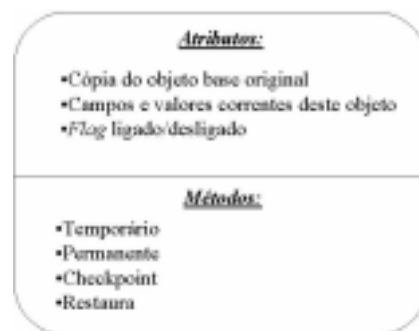 Atributos:
•Cópia do objeto base original
•Campos e valores correntes deste objeto
•Flag ligado/desligado
Métodos:
•Temporário
•Permanente
•Checkpoint
•Restaura